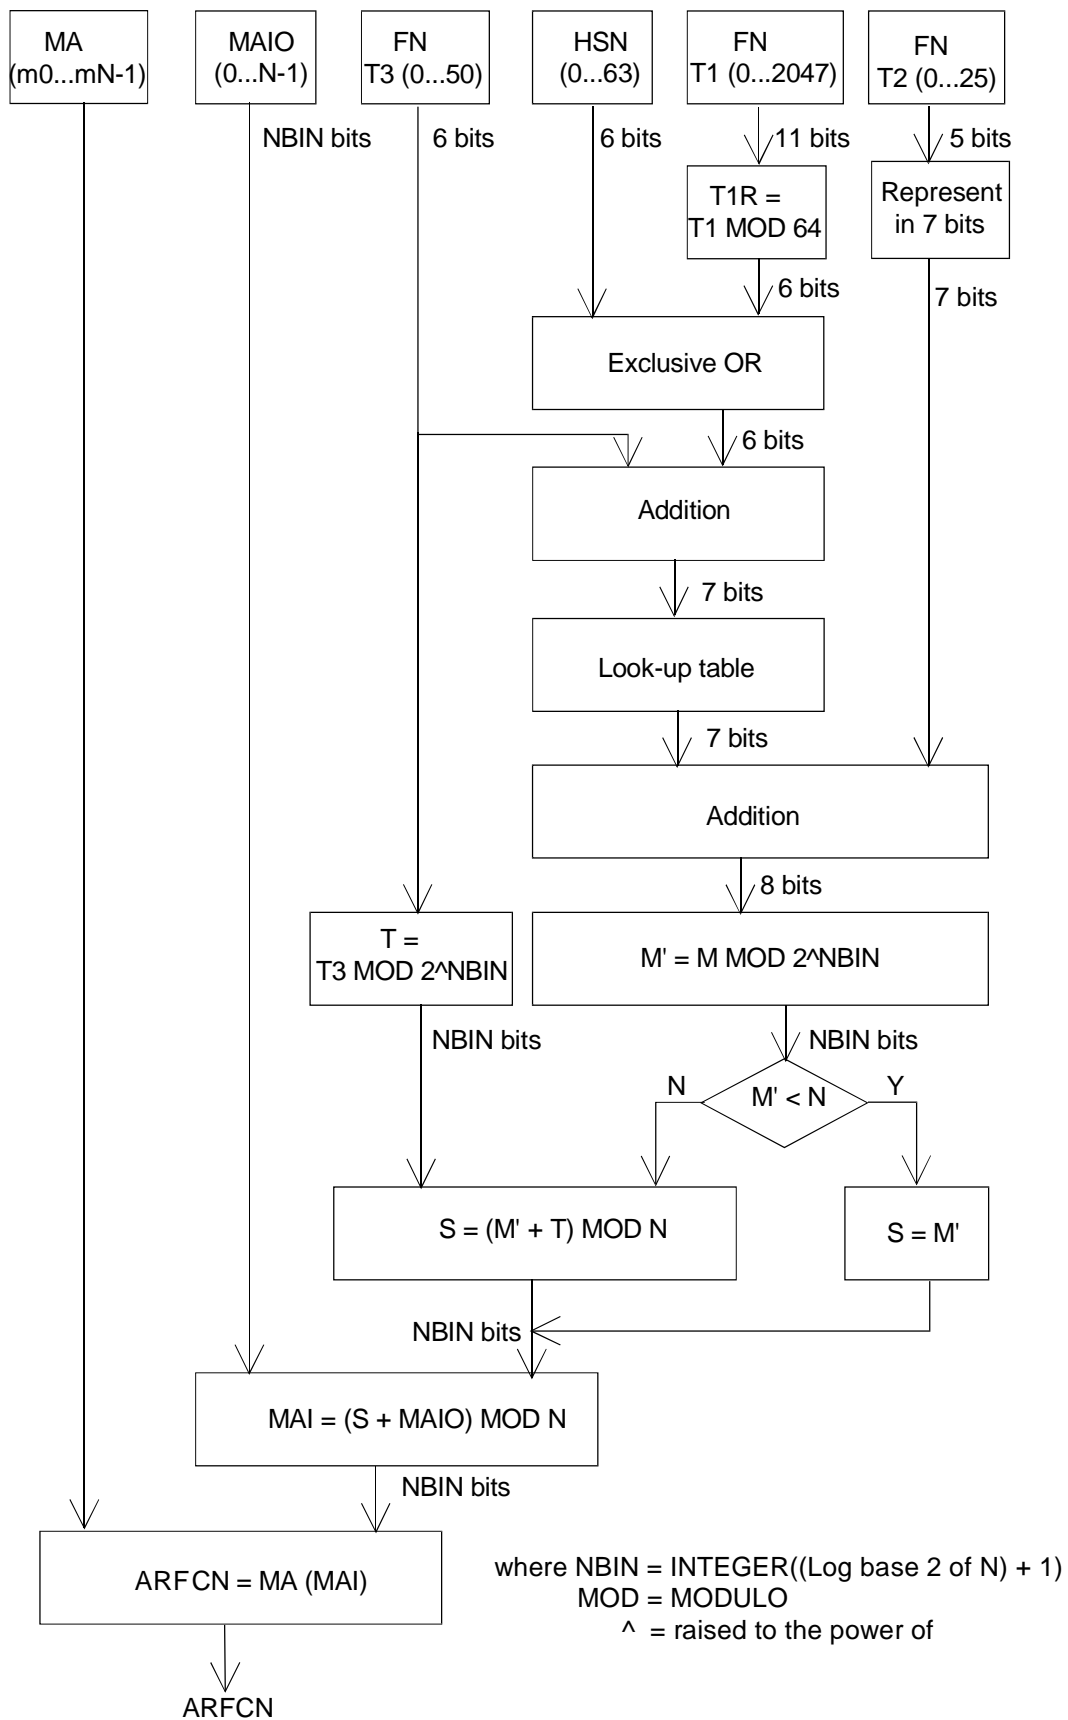 MA
(m0...mN-1)
MAIO
(0...N-1)
FN
T3 (0...50)
HSN
(0...63)
FN
T1 (0...2047)
FN
T2 (0...25)
NBIN bits
6 bits
6 bits
11 bits
5 bits
T1R =
T1 MOD 64
Represent
in 7 bits
6 bits
7 bits
Exclusive OR
6 bits
Addition
7 bits
Look-up table
7 bits
Addition
8 bits
T =
T3 MOD 2^NBIN
M' = M MOD 2^NBIN
NBIN bits
NBIN bits
N
M' < N
Y
S = (M' + T) MOD N
S = M'
NBIN bits
MAI = (S + MAIO) MOD N
NBIN bits
ARFCN = MA (MAI)
where NBIN = INTEGER((Log base 2 of N) + 1)
MOD = MODULO
^ = raised to the power of
ARFCN